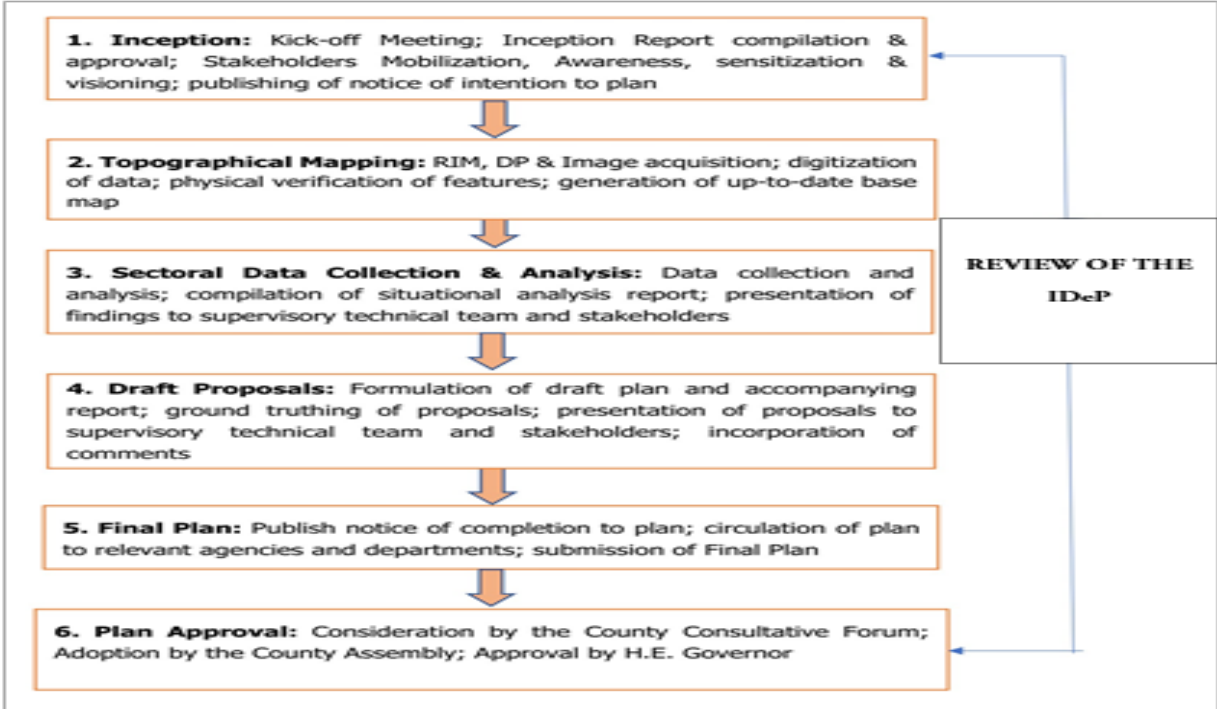 1. Inception: Kick-off Meeting; Inception Report compilation &
approval; Stakeholders Mobilization, Awareness, sensitization &
visioning; publishing of notice of intention to plan
2. Topographical Mapping: RIM, DP & Image acquisition; digitization
of data; physical verification of features; generation of up-to-date base
map
3. Sectoral Data Collection & Analysis: Data collection and
analysis; compilation of situational analysis report; presentation of
findings to supervisory technical team and stakeholders
4. Draft Proposals: Formulation of draft plan and accompanying
report; ground truthing of proposals; presentation of proposals to
supervisory technical team and stakeholders; incorporation of
comments
5. Final Plan: Publish notice of completion to plan; circulation of plan
to relevant agencies and departments; submission of Final Plan
6. Plan Approval: Consideration by the County Consultative Forum;
Adoption by the County Assembly; Approval by H.E. Governor
REVIEW OF THE
IDeP